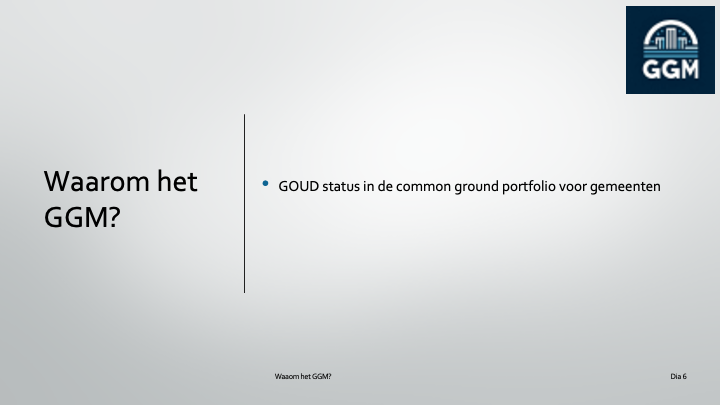 GGM
Waarom het
GGM?
• GOUD status in de common ground portfolio voor gemeenten
Waaom het GGM?
Dia 6